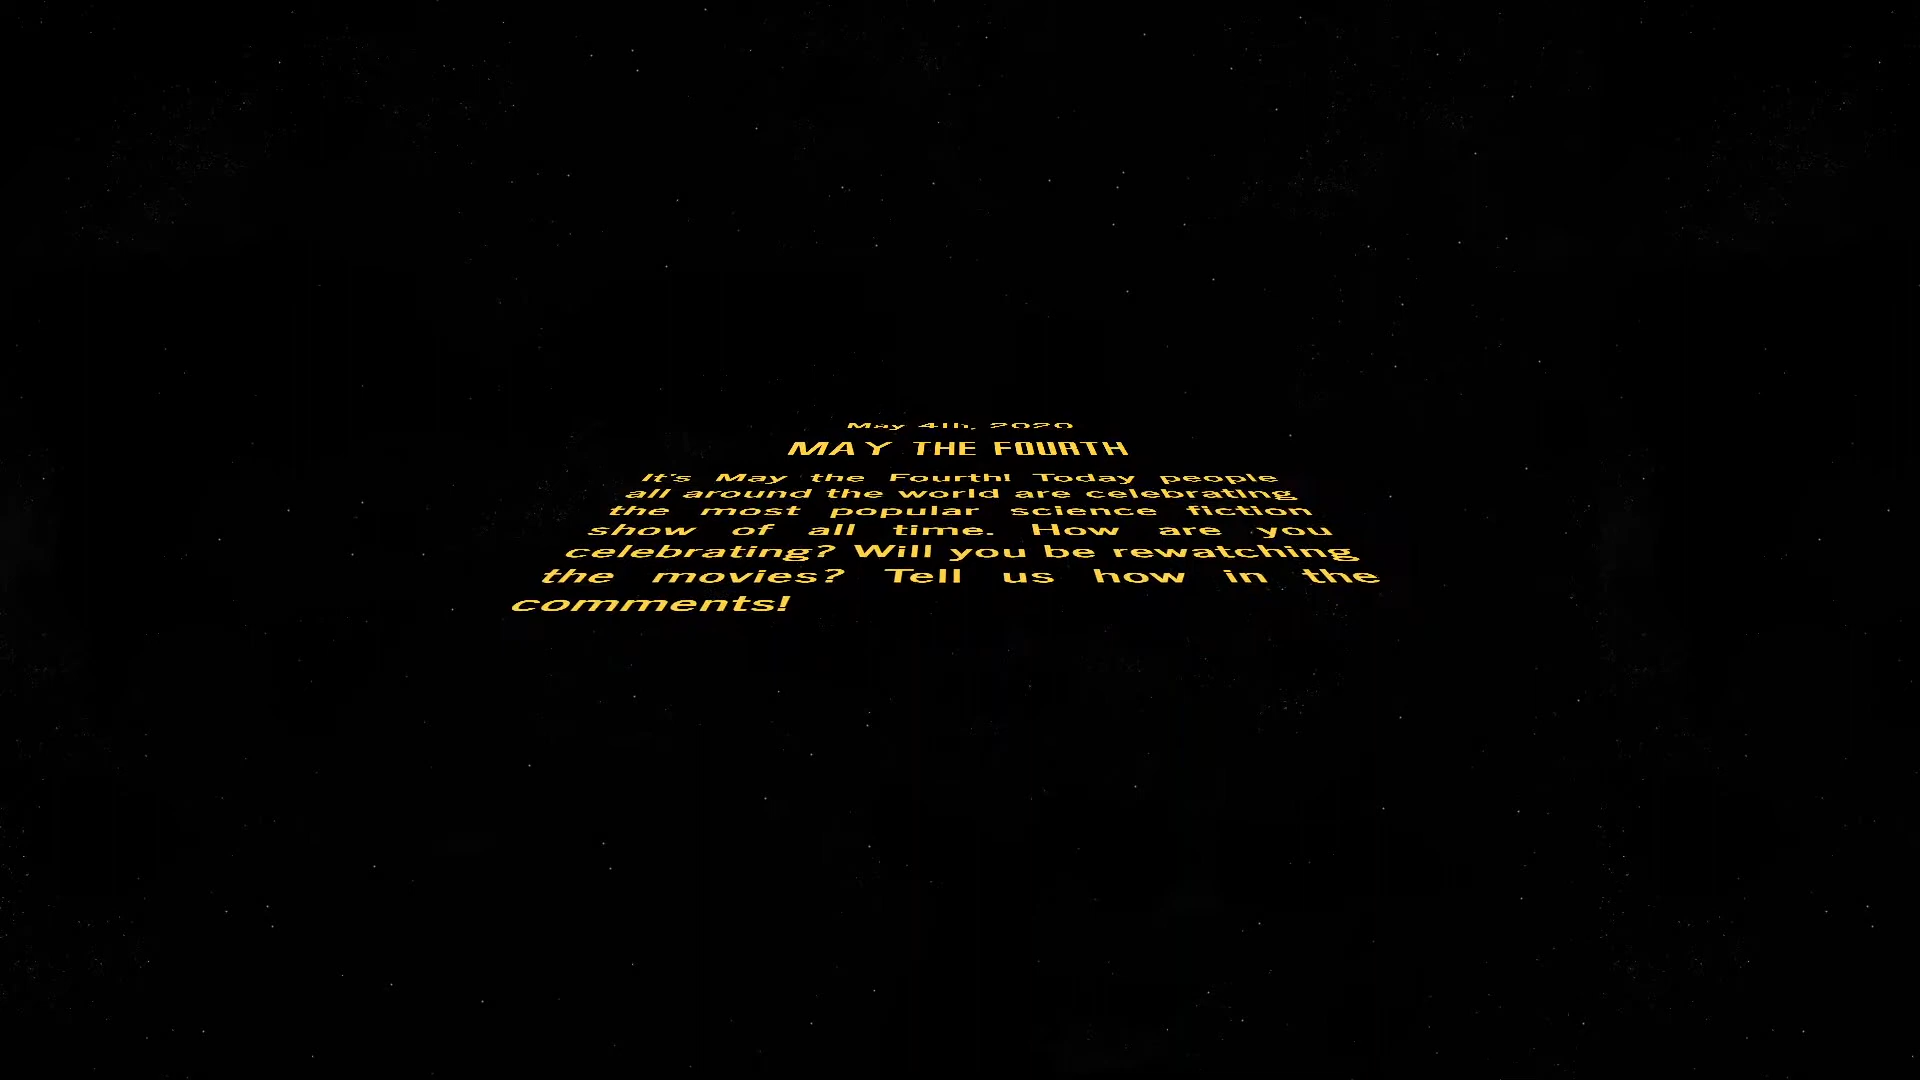 May 4th, 2020
MAY THE FOURTH
It's May the Fourth! Today people
all around the world are celebrating
the most popular science fiction
show of all time. How are you
celebrating? Will you be rewatching
the movies? Tell us how in the
comments!